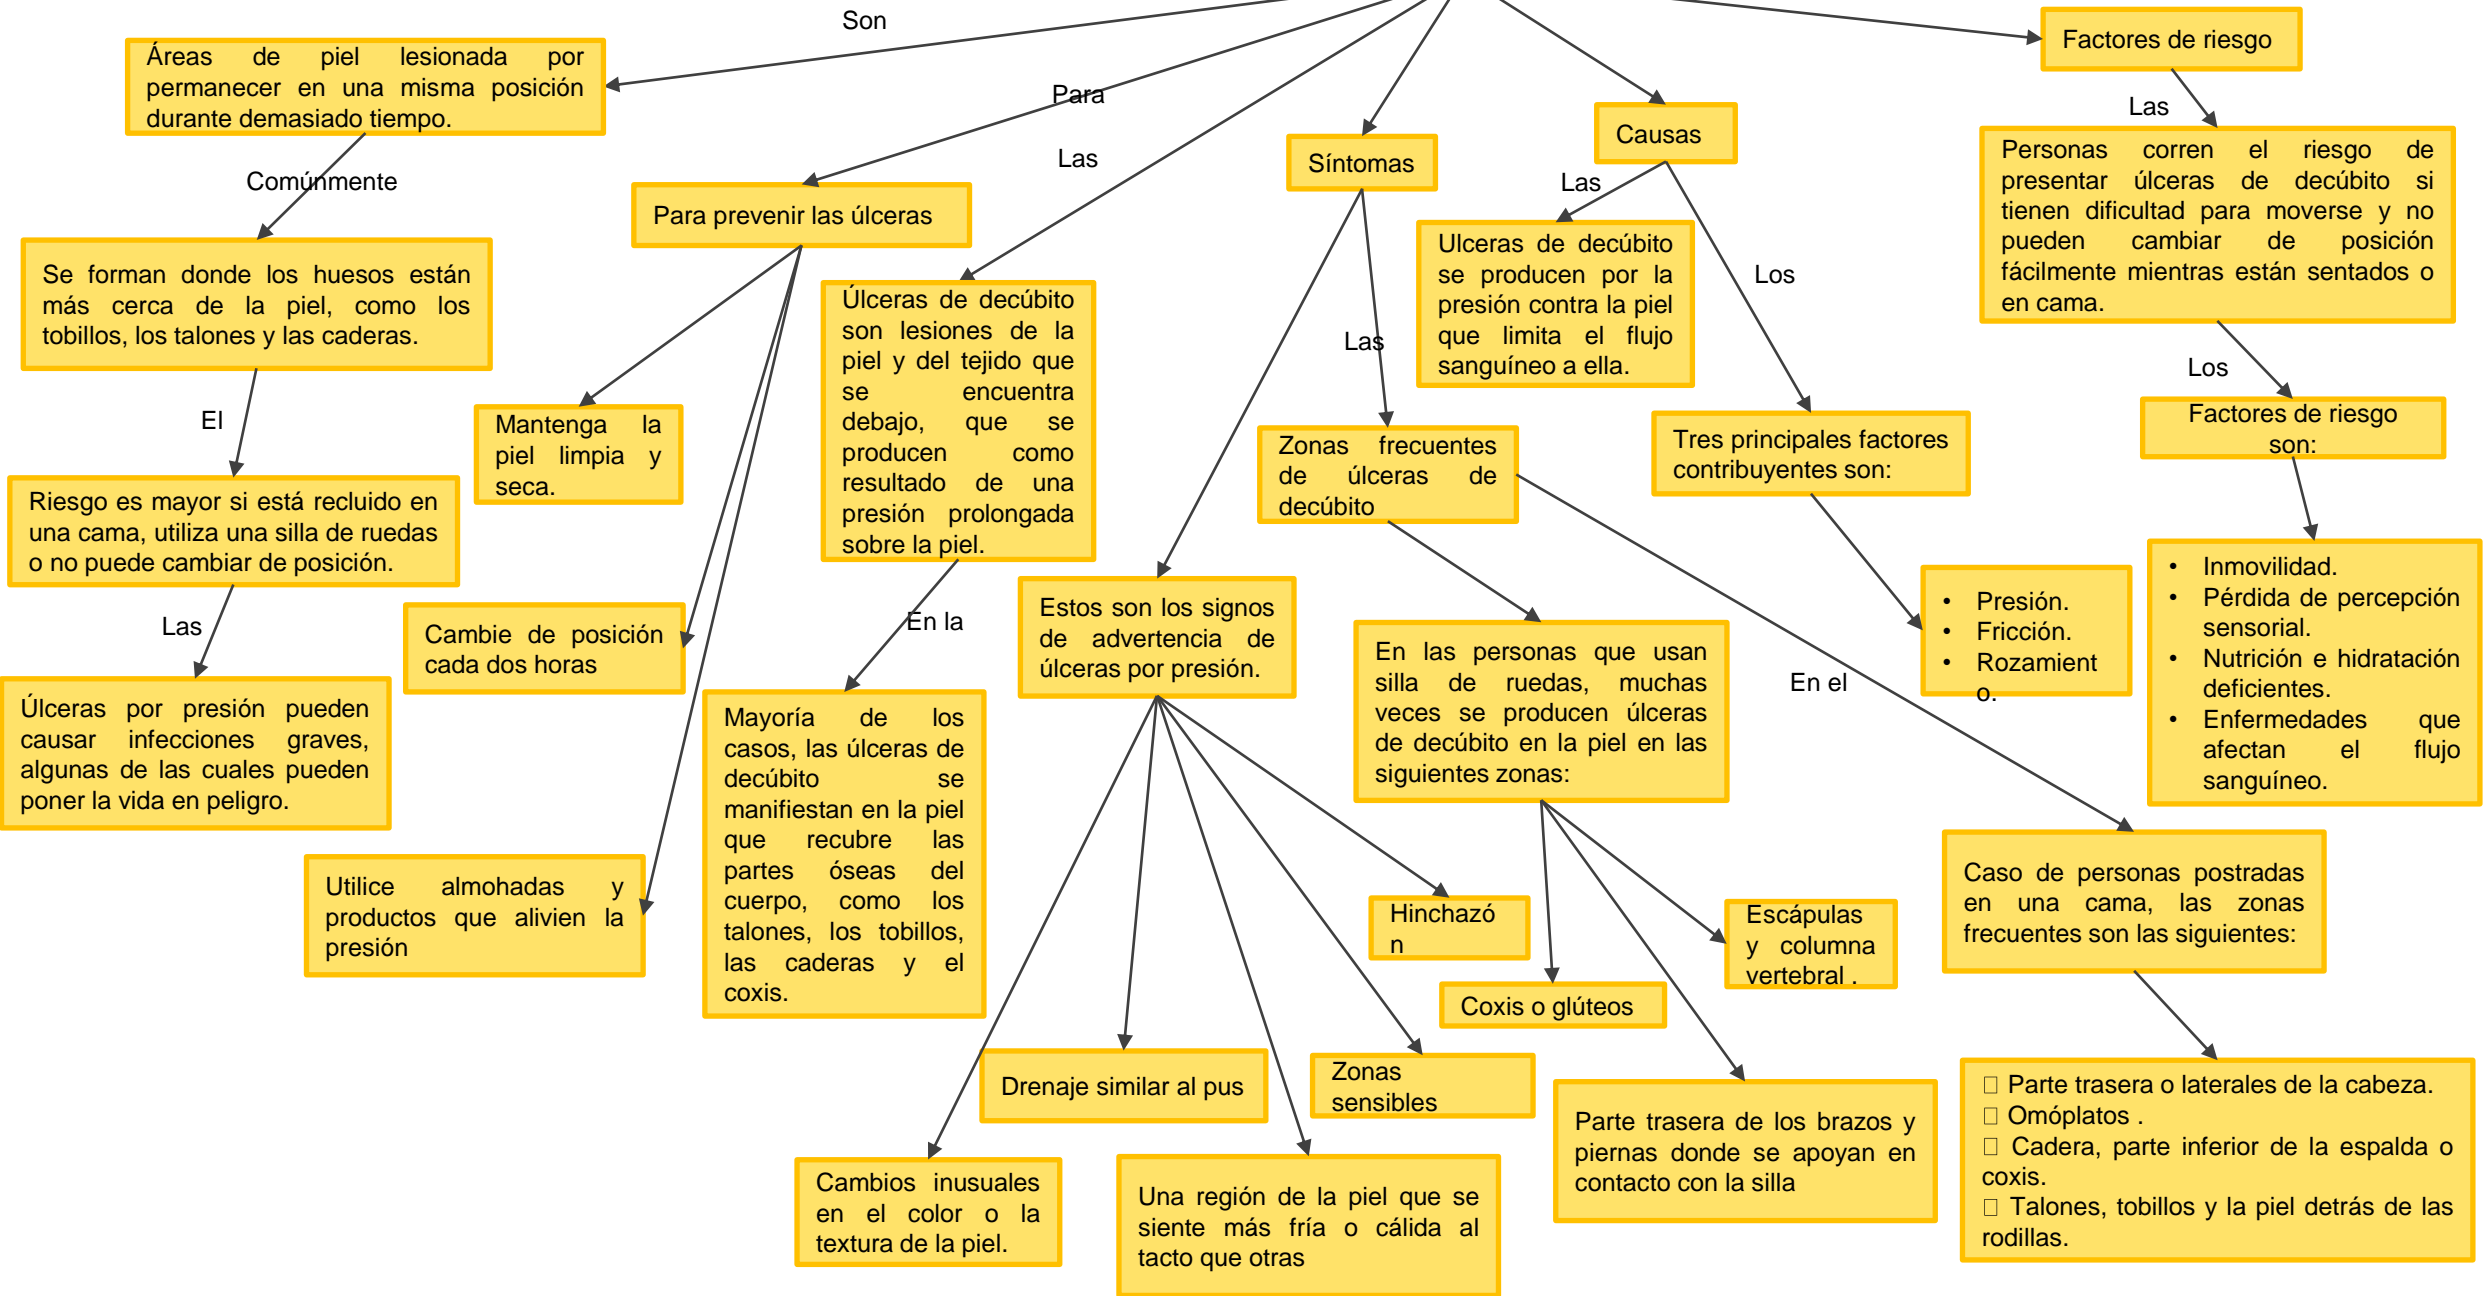 Son
Áreas de piel lesionada por
permanecer en una misma posición
durante demasiado tiempo.
Comúnmente
Se forman donde los huesos están
más cerca de la piel, como los
tobillos, los talones y las caderas.
El
Riesgo es mayor si está recluido en
una cama, utiliza una silla de ruedas
o no puede cambiar de posición.
Las
Úlceras por presión pueden
causar infecciones graves,
algunas de las cuales pueden
poner la vida en peligro.
Para
Para prevenir las úlceras
Mantenga la
piel limpia y
seca.
Cambie de posición
cada dos horas
Utilice almohadas y
productos que alivien la
presión
Las
Úlceras de decúbito
son lesiones de la
piel y del tejido que
se encuentra
debajo, que se
producen como
resultado de una
presión prolongada
sobre la piel.
En la
Mayoría de los
casos, las úlceras de
decúbito se
manifiestan en la piel
que recubre las
partes óseas del
cuerpo, como los
talones, los tobillos,
las caderas y el
coxis.
Síntomas
Estos son los signos
de advertencia de
úlceras por presión.
Cambios inusuales
en el color o la
textura de la piel.
Drenaje similar al pus
Una región de la piel que se
siente más fría o cálida al
tacto que otras
Zonas
sensibles
Hinchazó
n
Las
Zonas frecuentes
de úlceras de
decúbito
En las personas que usan
silla de ruedas, muchas
veces se producen úlceras
de decúbito en la piel en las
siguientes zonas:
Coxis o glúteos
Parte trasera de los brazos y
piernas donde se apoyan en
contacto con la silla
Escápulas
y columna
vertebral .
En el
Caso de personas postradas
en una cama, las zonas
frecuentes son las siguientes:
Parte trasera o laterales de la cabeza.
Omóplatos .
Cadera, parte inferior de la espalda o
coxis.
Talones, tobillos y la piel detrás de las
rodillas.
Causas
Las
Ulceras de decúbito
se producen por la
presión contra la piel
que limita el flujo
sanguíneo a ella.
Los
Tres principales factores
contribuyentes son:
• Presión.
• Fricción.
• Rozamient
o.
Factores de riesgo
Las
Personas corren el riesgo de
presentar úlceras de decúbito si
tienen dificultad para moverse y no
pueden cambiar de posición
fácilmente mientras están sentados o
en cama.
Los
Factores de riesgo
son:
• Inmovilidad.
• Pérdida de percepción
sensorial.
• Nutrición e hidratación
deficientes.
• Enfermedades que
afectan el flujo
sanguíneo.